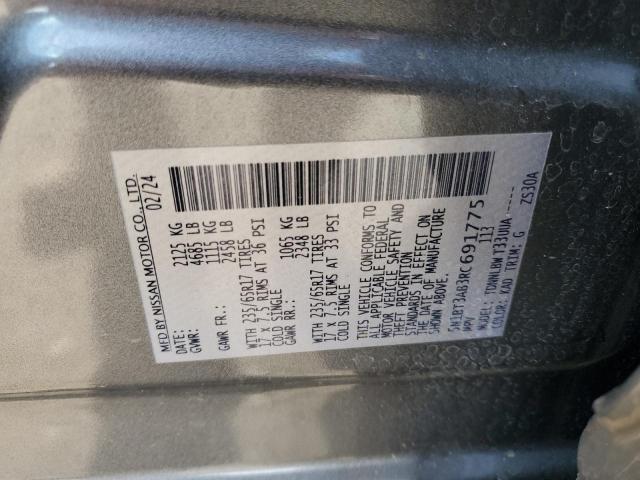 MFD BY NISSAN MOTOR CO., LTD.
DATE: 02/24
GVWR: 2125 KG
4685 LB
GAWR FR: 1115 KG
2458 LB
WITH 235/65R17 TIRES
17 X 7.5 RIMS AT 36 PSI
COLD SINGLE
GAWR RR: 1065 KG
2348 LB
WITH 235/65R17 TIRES
17 X 7.5 RIMS AT 33 PSI
COLD SINGLE
THIS VEHICLE CONFORMS TO
ALL APPLICABLE FEDERAL
MOTOR VEHICLE SAFETY AND
THEFT PREVENTION
STANDARDS IN EFFECT ON
THE DATE OF MANUFACTURE
SHOWN ABOVE.
5N1BT3AB3RC691775
MPV 113
MODEL: TDRNLBW T33UUA ----
COLOR: KAD TRIM: G ZS30A